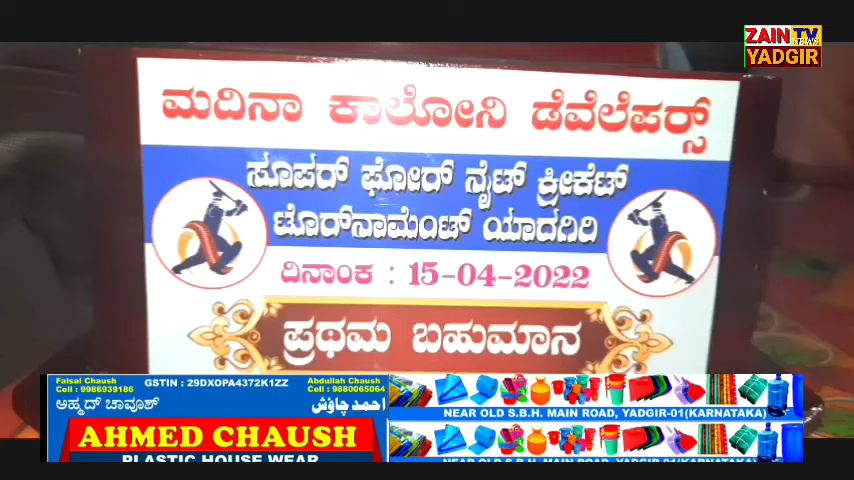 ZAIN TV
NEWS
YADGIR
ಮದಿನಾ ಕಾಲೋನಿ ಡೆವೆಲೆಪರ್ಸ್
ಸೂಪರ್ ಫೋರ್ ನೈಟ್ ಕ್ರೀಕೆಟ್
ಟೊರ್‌ನಾಮೆಂಟ್ ಯಾದಗಿರಿ
ದಿನಾಂಕ : 15-04-2022
ಪ್ರಥಮ ಬಹುಮಾನ
Faisal Chaush
Cell : 9986939186
GSTIN : 29DXOPA4372K1ZZ
Abdullah Chaush
Cell : 9880065064
ಅಹ್ಮದ್ ಚಾವೂಶ್
احمد چاؤش
AHMED CHAUSH
PLASTIC HOUSE WEAR
NEAR OLD S.B.H. MAIN ROAD, YADGIR-01(KARNATAKA)
NEAR OLD S.B.H. MAIN ROAD, YADGIR-01(KARNATAKA)